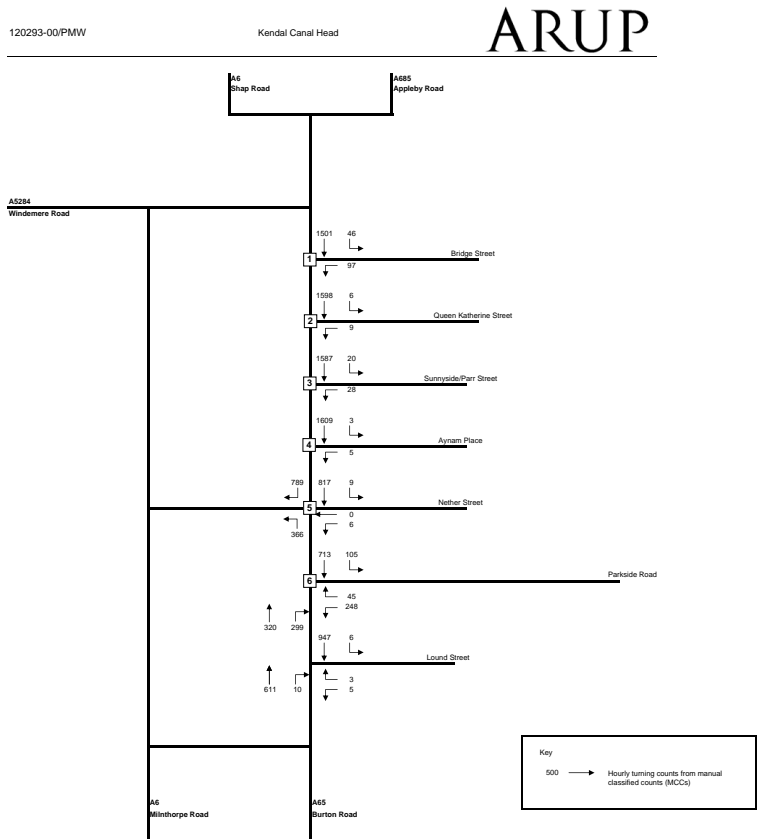 120293-00/PMW
Kendal Canal Head
ARUP
A6
Shap Road
A685
Appleby Road
A5284
Windemere Road
1501 46
1
Bridge Street
97
1598 6
2
Queen Katherine Street
9
1587 20
3
Sunnyside/Parr Street
28
1609 3
4
Aynam Place
5
789 817 9
5
Nether Street
0
6
366
713 105
6
Parkside Road
45
248
320 299
947 6
Lound Street
3
611 10 5
Key
500
Hourly turning counts from manual
classified counts (MCCs)
A6
Milnthorpe Road
A65
Burton Road